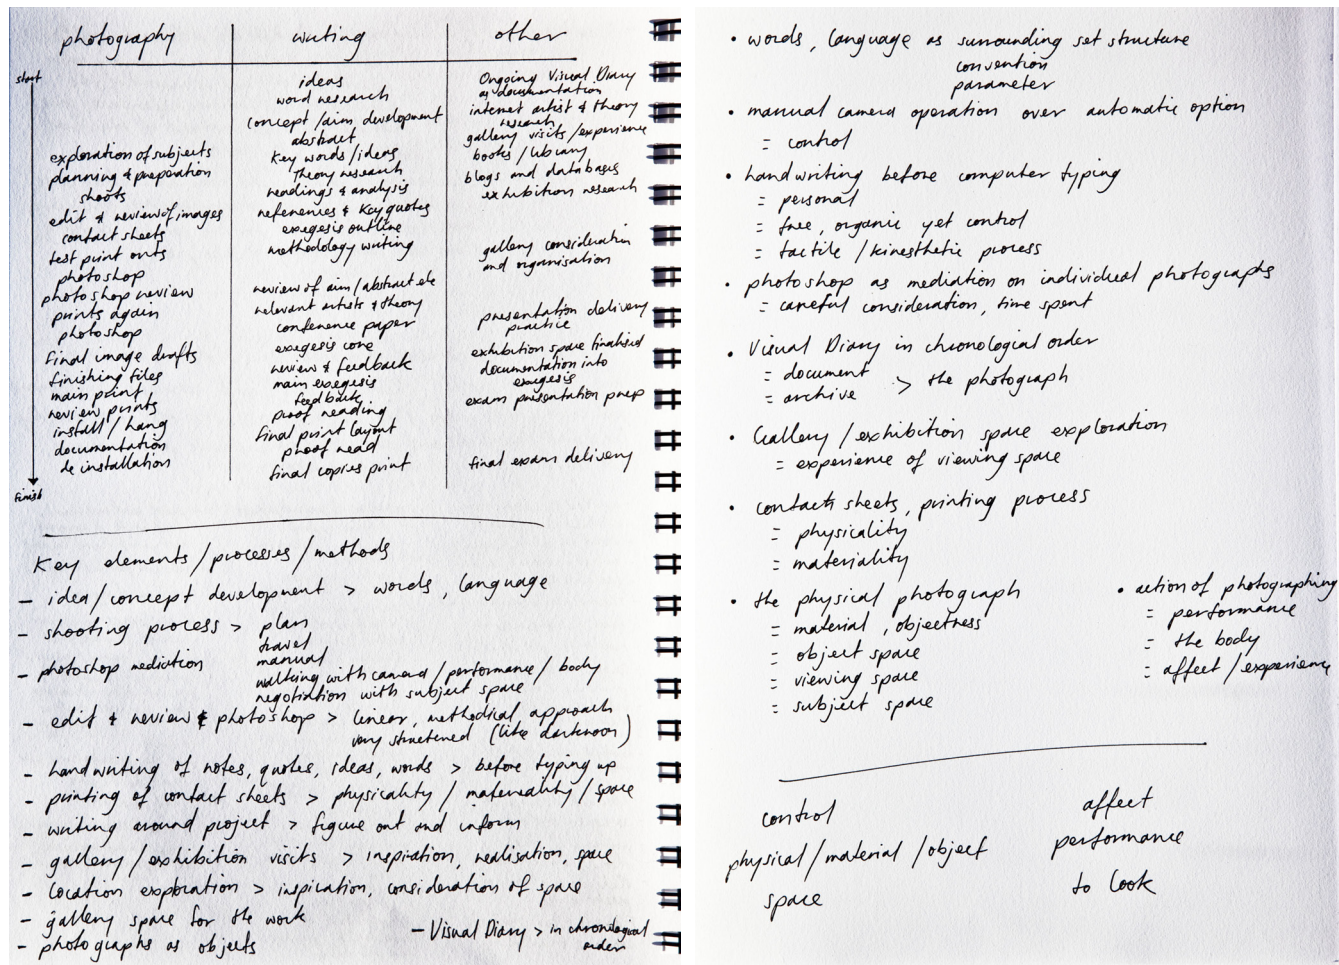 photography
writing
other
start
exploration of subjects
planning & preparation
shoots
edit & review of images
contact sheets
test print outs
photoshop
photoshop review
prints again
photoshop
final image drafts
finishing files
main print
review prints
install / hang
documentation
de installation
finish
ideas
word research
concept / aim development
abstract
key words / ideas
theory research
readings & analysis
references & key quotes
exegesis outline
methodology writing
review of aim / abstract etc
relevant artists & theory
conference paper
exegesis core
review & feedback
main exegesis
feedback
proof reading
final print layout
proof read
final copies print
Ongoing Visual Diary
as documentation
internet artist & theory
research
gallery visits / experience
books / library
blogs and databases
exhibition research
gallery consideration
and organisation
presentation delivery
practice
exhibition space finalised
documentation into
exegesis
exam presentation prep
final exam delivery
Key elements / processes / methods
- idea / concept development > words, language
- shooting process > plan
travel
- photoshop mediation
manual
walking with camera / performance / body
negotiation with subject space
- edit & review & photoshop > linear, methodical approach
very structured (like darkroom)
- handwriting of notes, quotes, ideas, words > before typing up
- printing of contact sheets > physicality / materiality / space
- writing around project > figure out and inform
- gallery / exhibition visits > inspiration, realisation, space
- location exploration > inspiration, consideration of space
- gallery space for the work
- photographs as objects
- Visual Diary > in chronological
order
• words, language as surrounding set structure
convention
parameter
• manual camera operation over automatic option
= control
• handwriting before computer typing
= personal
= free, organic yet control
= tactile / kinesthetic process
• photoshop as mediation on individual photographs
= careful consideration, time spent
• Visual Diary in chronological order
= document
= archive > the photograph
• Gallery / exhibition space exploration
= experience of viewing space
• contact sheets, printing process
= physicality
= materiality
• the physical photograph
= material, objectness
= object space
= viewing space
= subject space
• action of photographing
= performance
= the body
= affect / experience
control
physical / material / object
space
affect
performance
to look